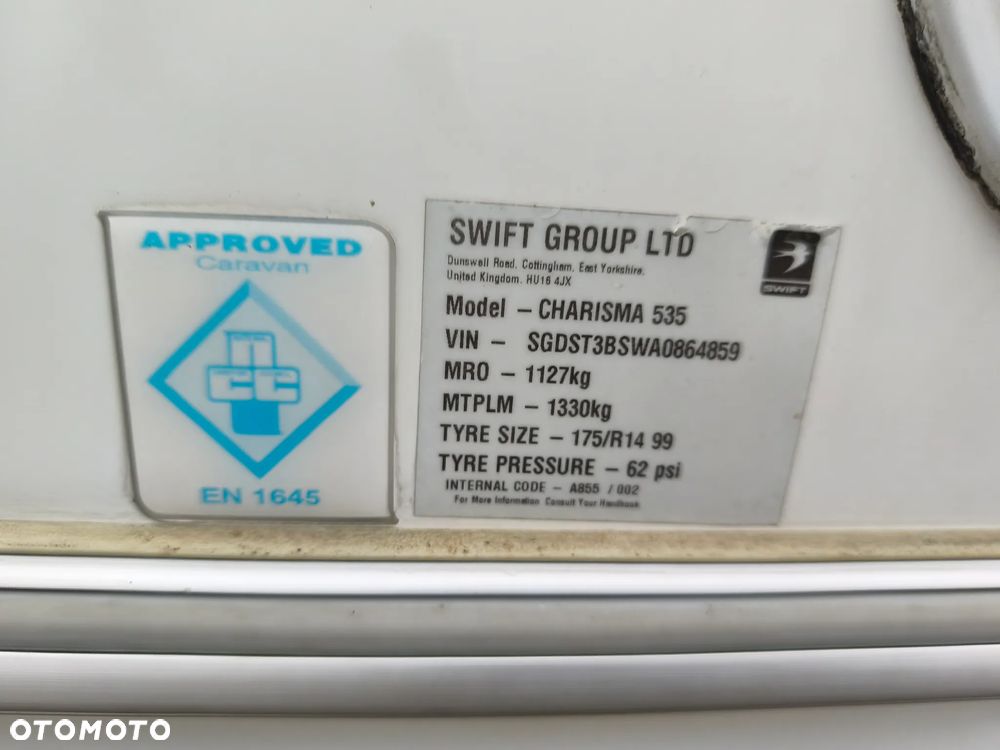 APPROVED
Caravan
NCC
EN 1645
SWIFT GROUP LTD
Dunswell Road, Cottingham, East Yorkshire,
United Kingdom. HU16 4JX
SWIFT
Model – CHARISMA 535
VIN – SGDST3BSWA0864859
MRO – 1127kg
MTPLM – 1330kg
TYRE SIZE – 175/R14 99
TYRE PRESSURE – 62 psi
INTERNAL CODE – A855 / 002
For More Information Consult Your Handbook
OTOMOTO